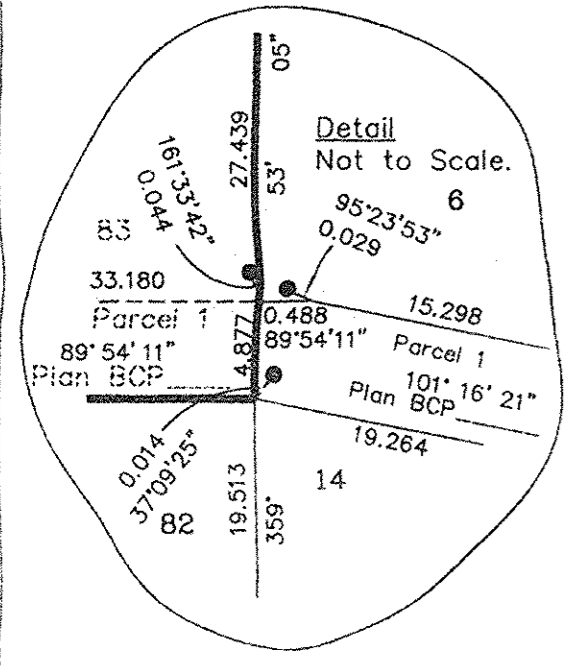 05"
27.439
53'
Detail
Not to Scale.
6
161°33'42"
0.044
83
95°23'53"
0.029
33.180
Parcel 1
0.488
89°54'11"
15.298
Parcel 1
89° 54' 11"
Plan BCP
4.877
101° 16' 21"
Plan BCP
19.264
0.014
37°09'25"
82
19.513
359°
14